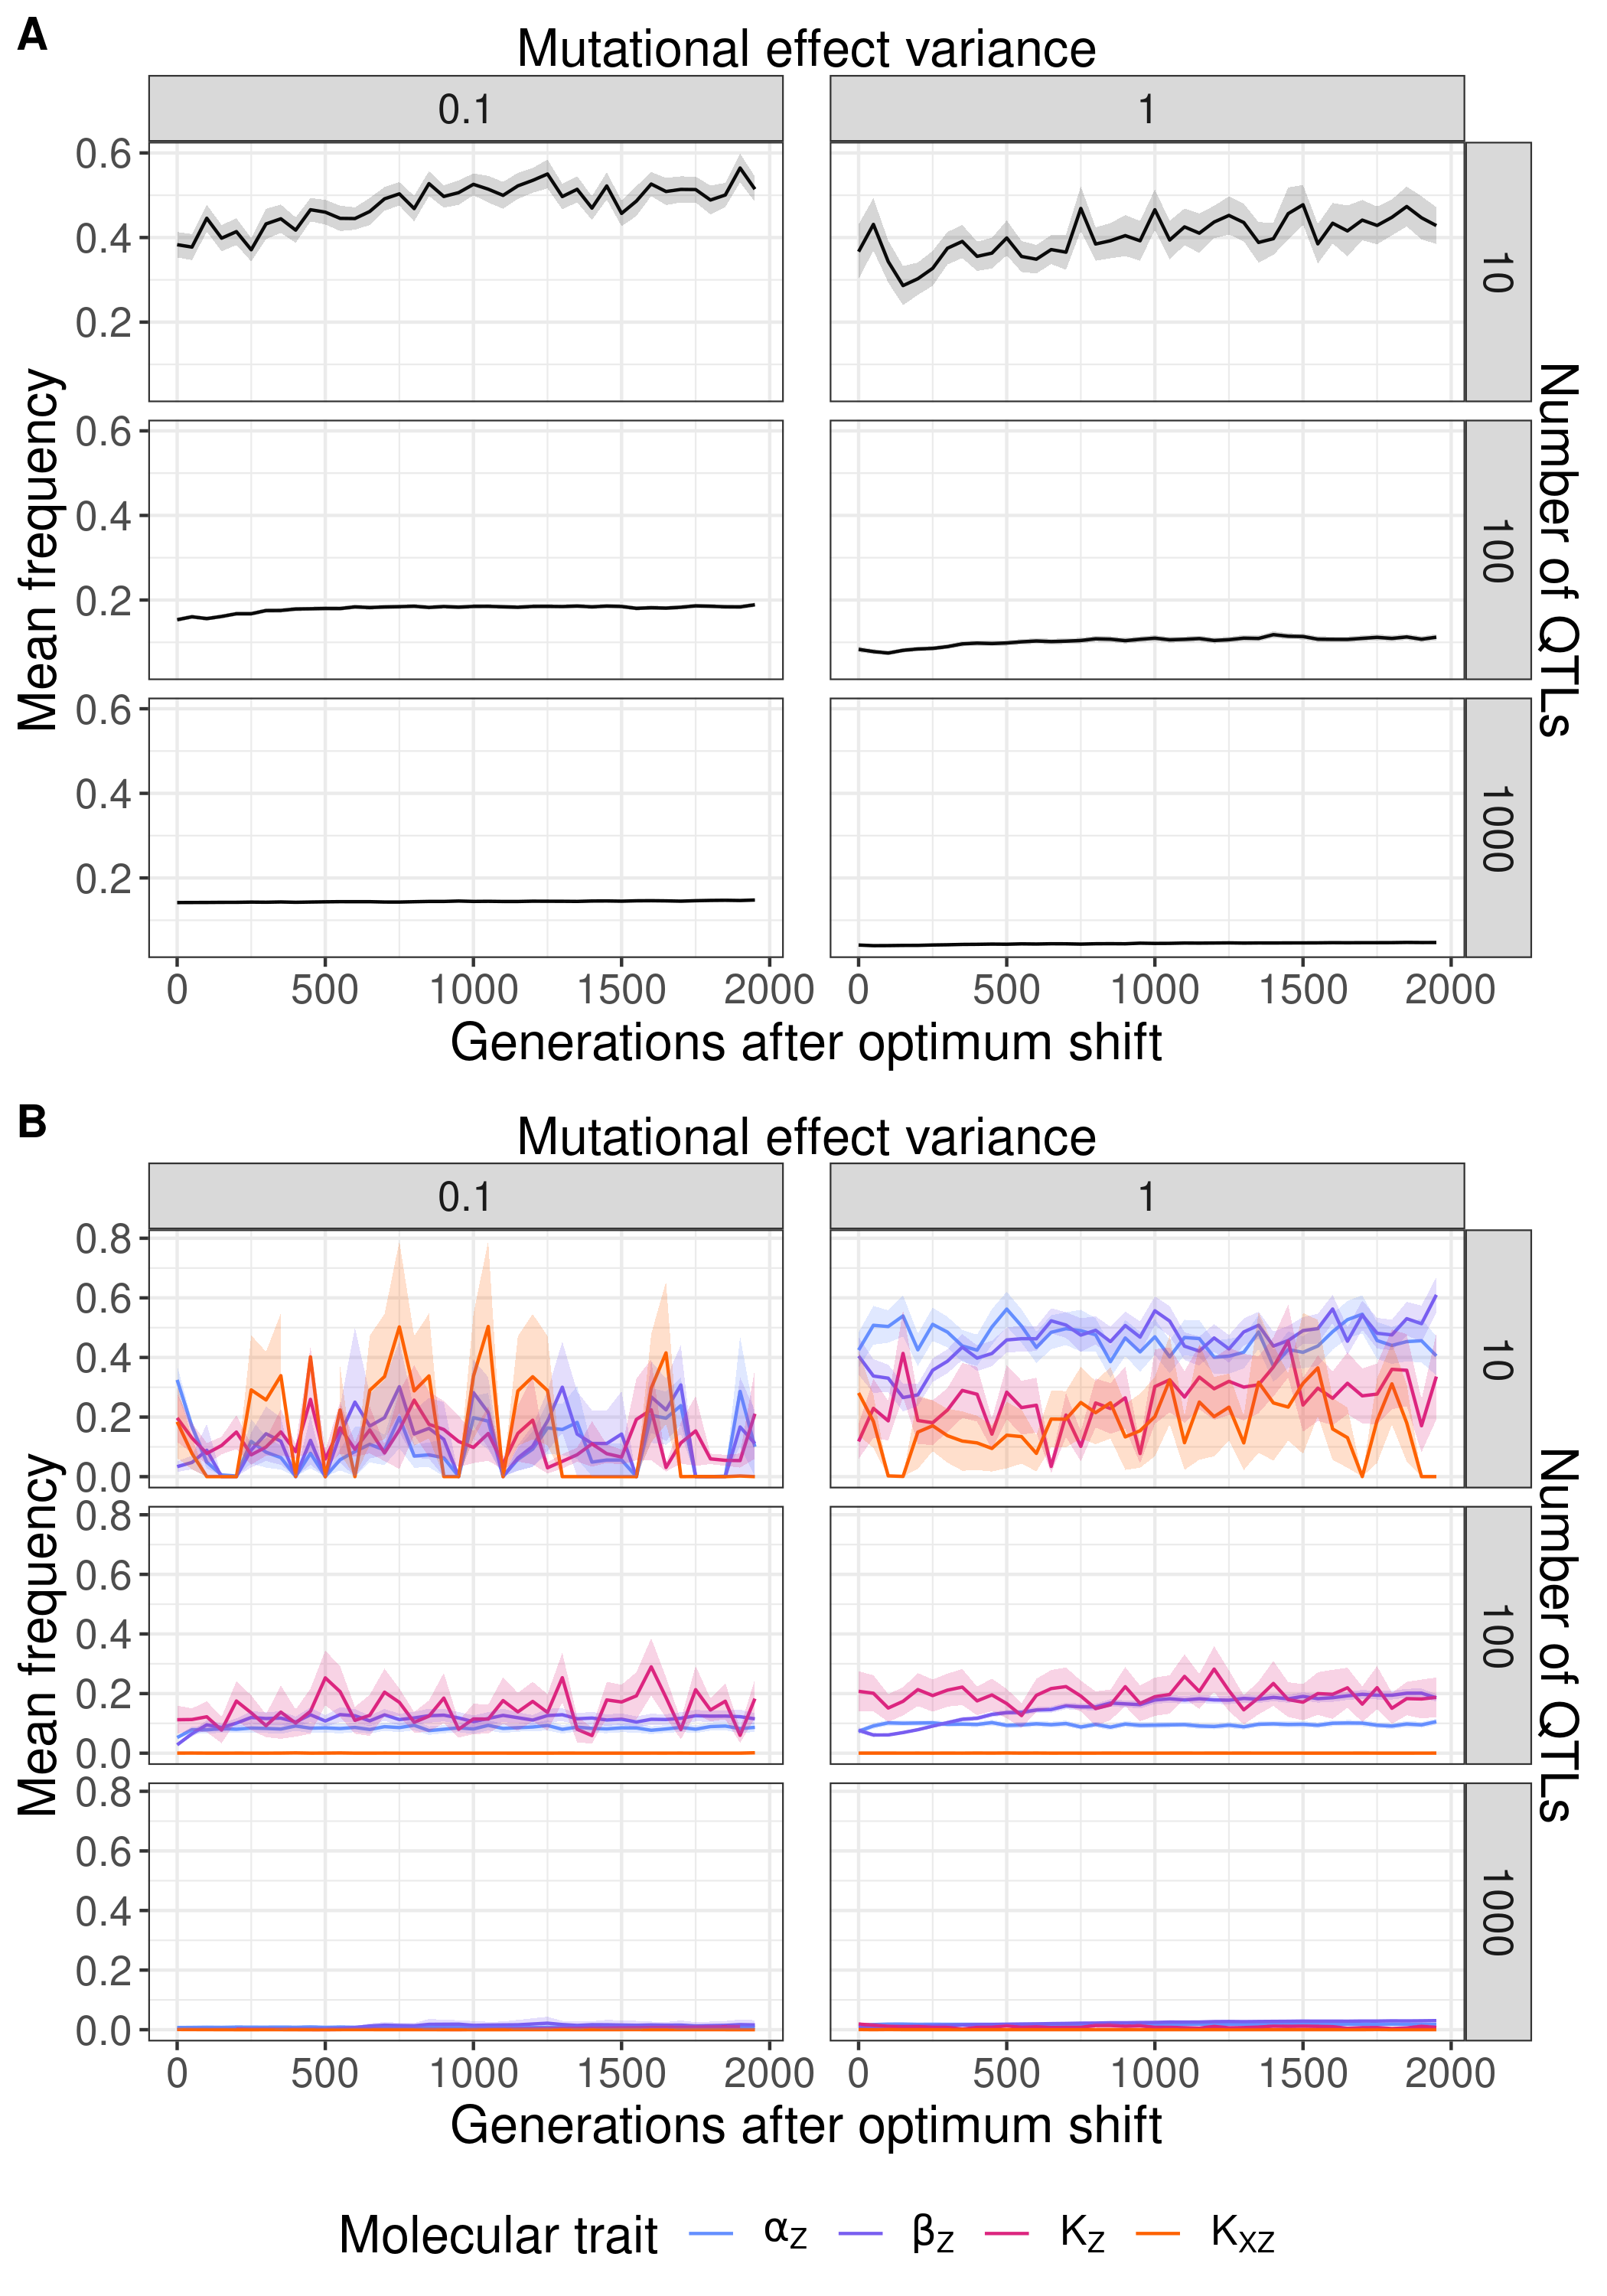 A
Mutational effect variance
0.1 1
0.6
0.4
0.2
10
0.6
0.4
0.2
100
0.6
0.4
0.2
1000
Mean frequency
Number of QTLs
0 500 1000 1500 2000 0 500 1000 1500 2000
Generations after optimum shift
B
Mutational effect variance
0.1 1
0.8
0.6
0.4
0.2
0.0
10
0.8
0.6
0.4
0.2
0.0
100
0.8
0.6
0.4
0.2
0.0
1000
Mean frequency
Number of QTLs
0 500 1000 1500 2000 0 500 1000 1500 2000
Generations after optimum shift
Molecular trait αZ βZ KZ KXZ